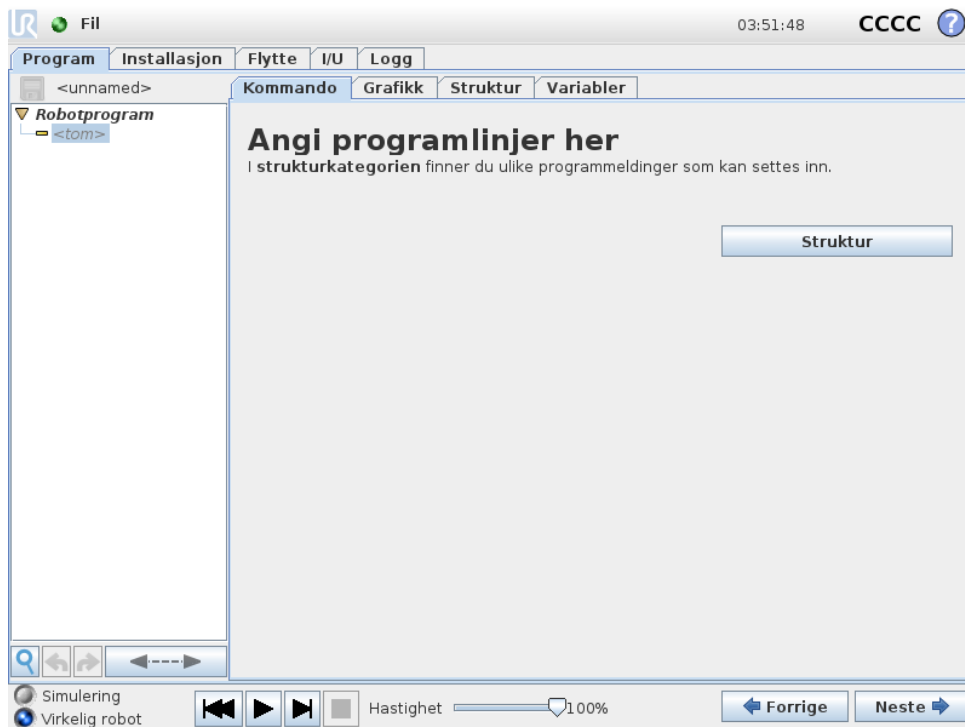 UR Fil 03:51:48 CCCC ?
Program Installasjon Flytte I/U Logg
<unnamed>
Kommando Grafikk Struktur Variabler
Robotprogram
<tom>
Angi programlinjer her
I strukturkategorien finner du ulike programmeldinger som kan settes inn.
Struktur
Simulering
Virkelig robot
Hastighet 100%
Forrige Neste